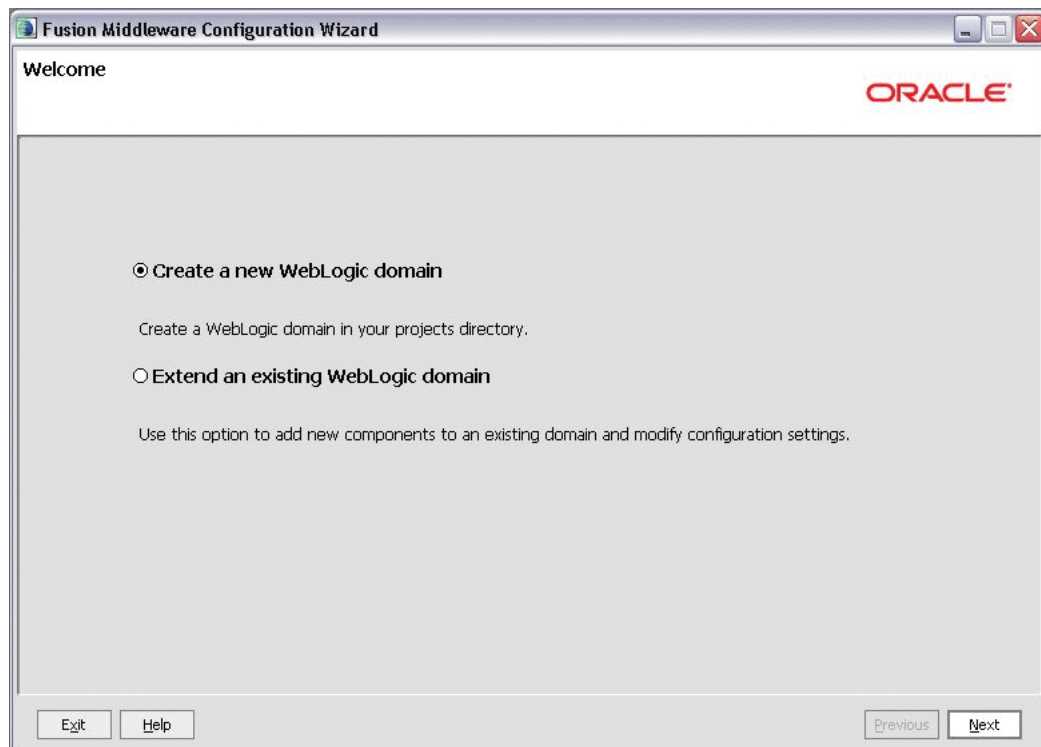 Fusion Middleware Configuration Wizard
Welcome
ORACLE
Create a new WebLogic domain
Create a WebLogic domain in your projects directory.
Extend an existing WebLogic domain
Use this option to add new components to an existing domain and modify configuration settings.
Exit Help Previous Next